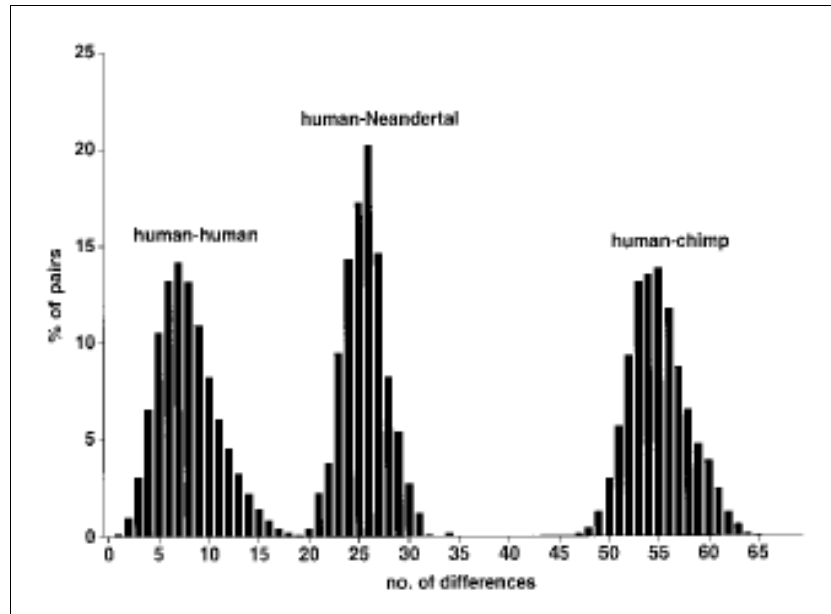 25
human-Neandertal
20
human-human
human-chimp
15
% of pairs
10
5
0
0 5 10 15 20 25 30 35 40 45 50 55 60 65
no. of differences